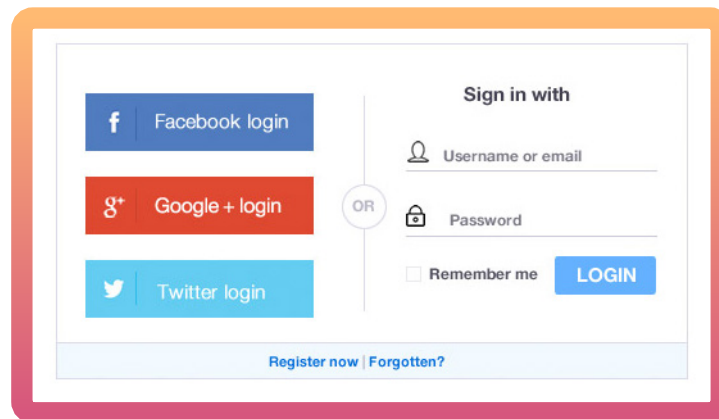 f Facebook login
g+ Google + login
Twitter login
OR
Sign in with
Username or email
Password
Remember me LOGIN
Register now | Forgotten?